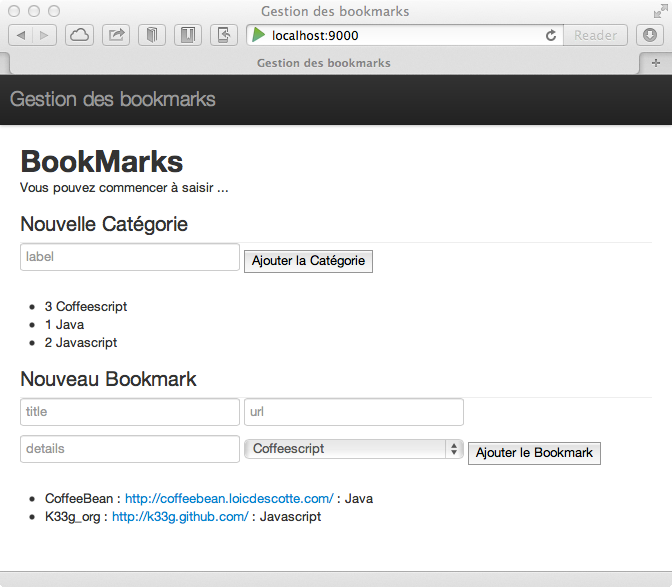 Gestion des bookmarks
localhost:9000
Reader
Gestion des bookmarks
Gestion des bookmarks
BookMarks
Vous pouvez commencer à saisir ...
Nouvelle Catégorie
label
Ajouter la Catégorie
3 Coffeescript
1 Java
2 Javascript
Nouveau Bookmark
title url
details Coffeescript Ajouter le Bookmark
CoffeeBean : http://coffeebean.loicdescotte.com/ : Java
K33g_org : http://k33g.github.com/ : Javascript